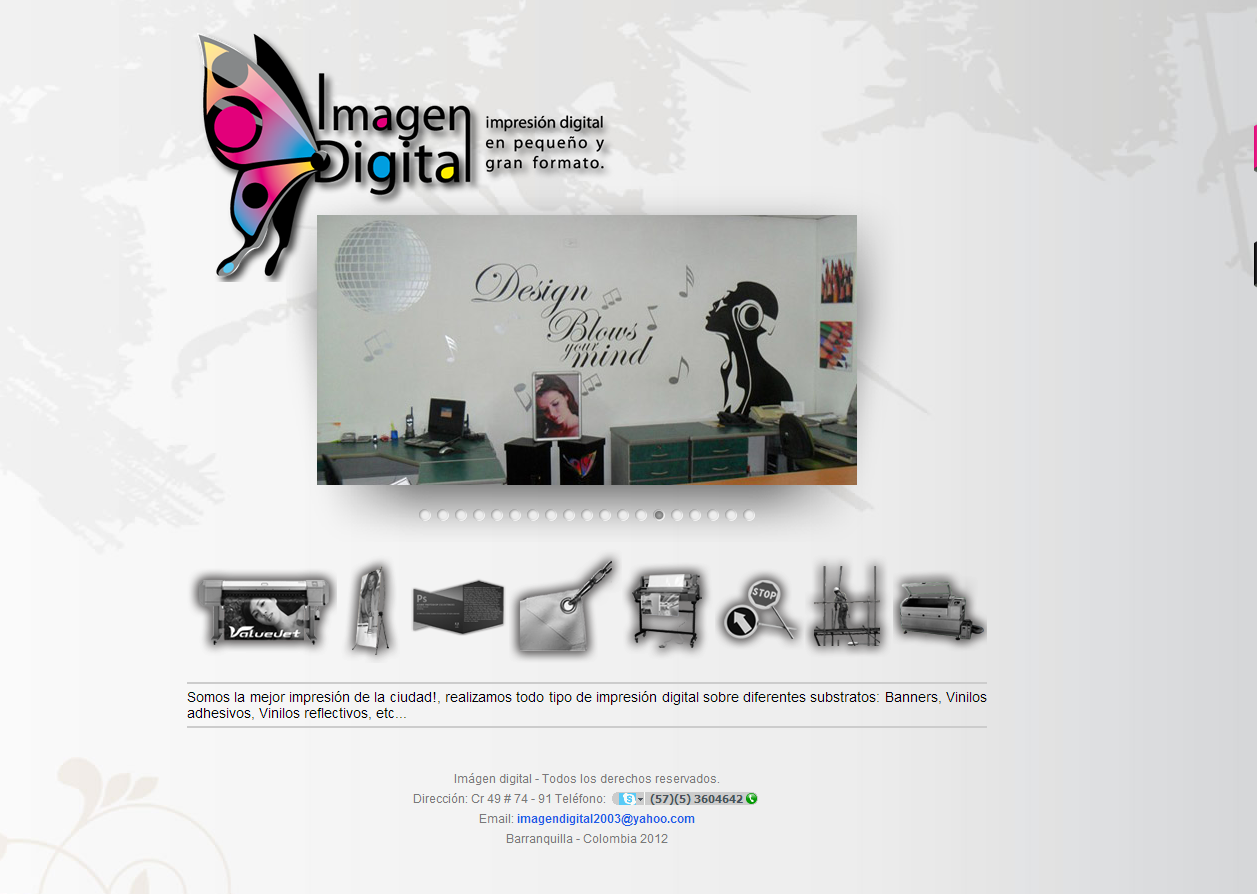 Imagen
Digital
impresión digital
en pequeño y
gran formato.
Design
Blows
your
mind
Ps
ValueJet
STOP
Somos la mejor impresión de la ciudad!, realizamos todo tipo de impresión digital sobre diferentes substratos: Banners, Vinilos
adhesivos, Vinilos reflectivos, etc...
Imágen digital - Todos los derechos reservados.
Dirección: Cr 49 # 74 - 91 Teléfono: (57)(5) 3604642
Email: imagendigital2003@yahoo.com
Barranquilla - Colombia 2012